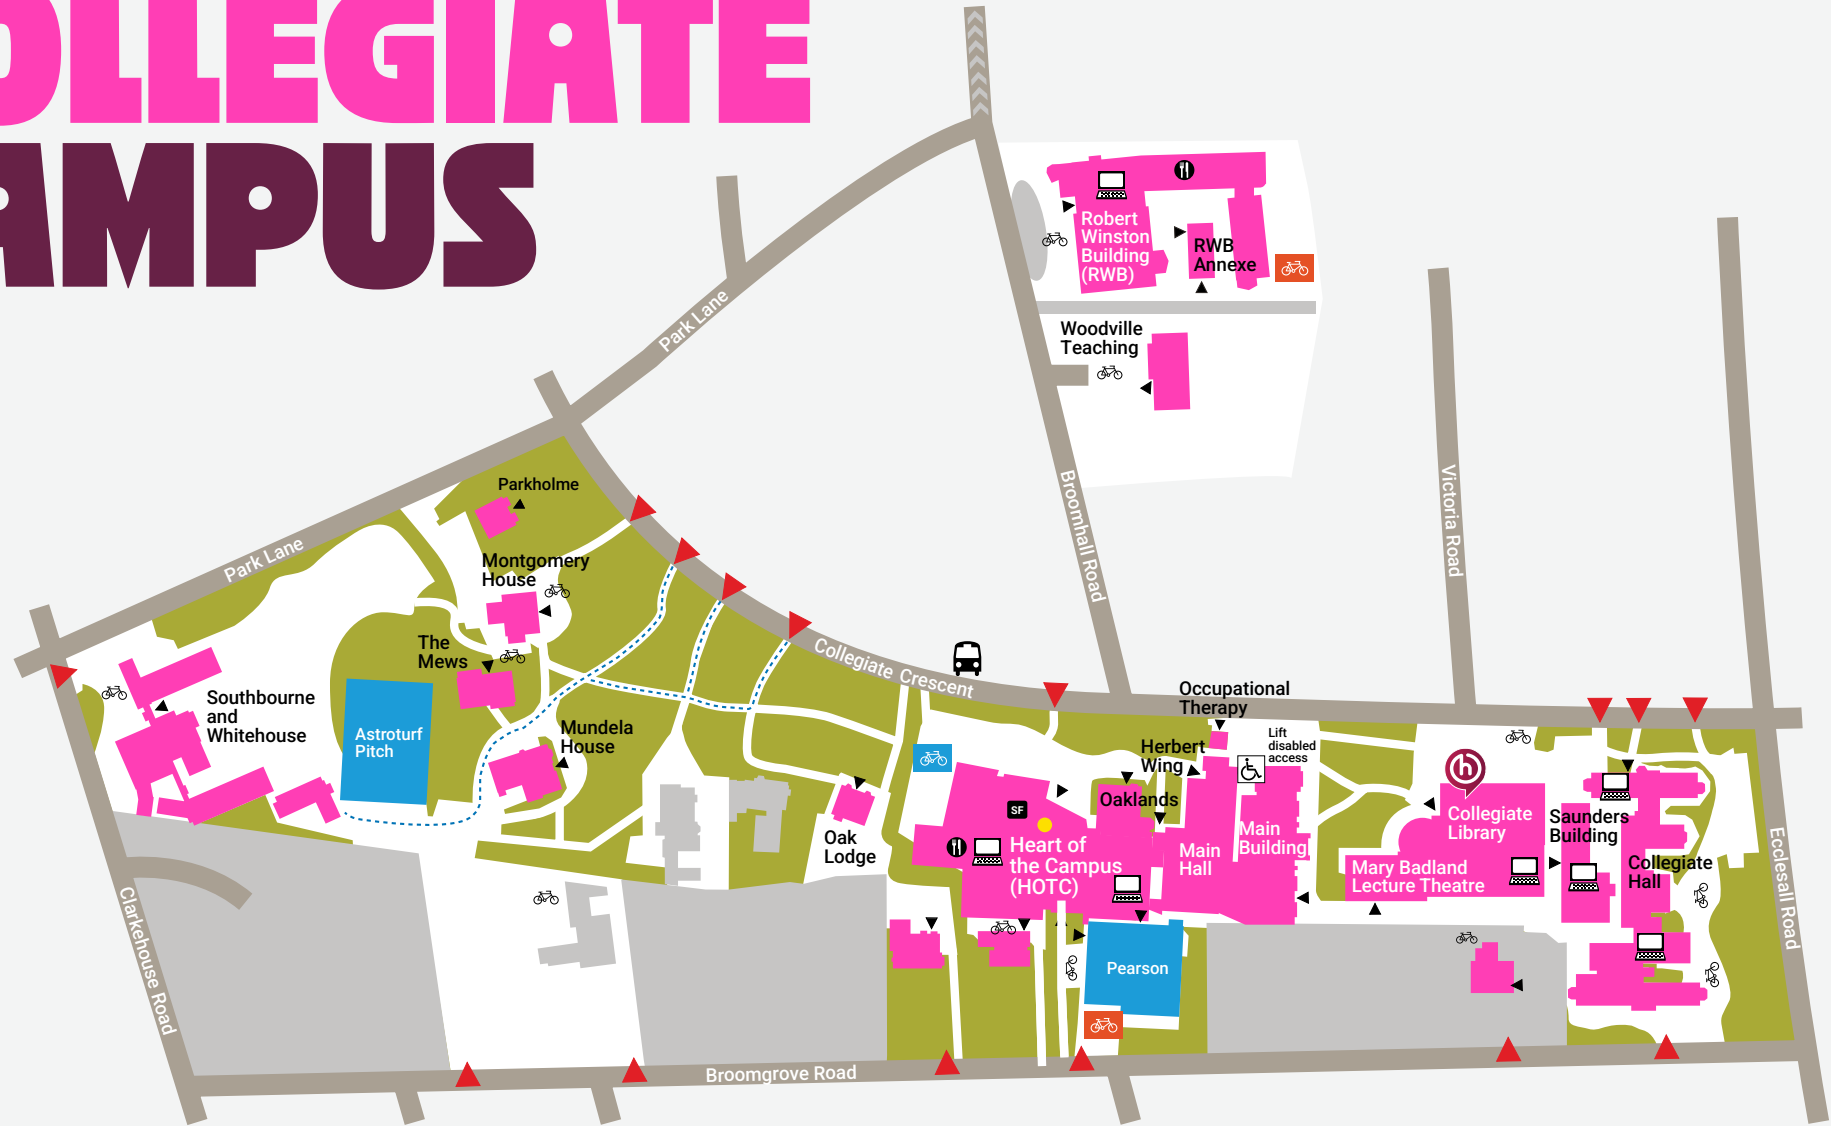 OLLEGIATE
AMPUS
Robert
Winston
Building
(RWB)
RWB
Annexe
Woodville
Teaching
Park Lane
Broomhall Road
Victoria Road
Parkholme
Park Lane
Montgomery
House
The
Mews
Southbourne
and
Whitehouse
Astroturf
Pitch
Mundela
House
Collegiate Crescent
Occupational
Therapy
Lift
disabled
access
Herbert
Wing
Oaklands
h
SF
Oak
Lodge
Heart of
the Campus
(HOTC)
Main
Hall
Main
Building
Collegiate
Library
Mary Badland
Lecture Theatre
Saunders
Building
Collegiate
Hall
Ecclesall Road
Clarkehouse Road
Pearson
Broomgrove Road